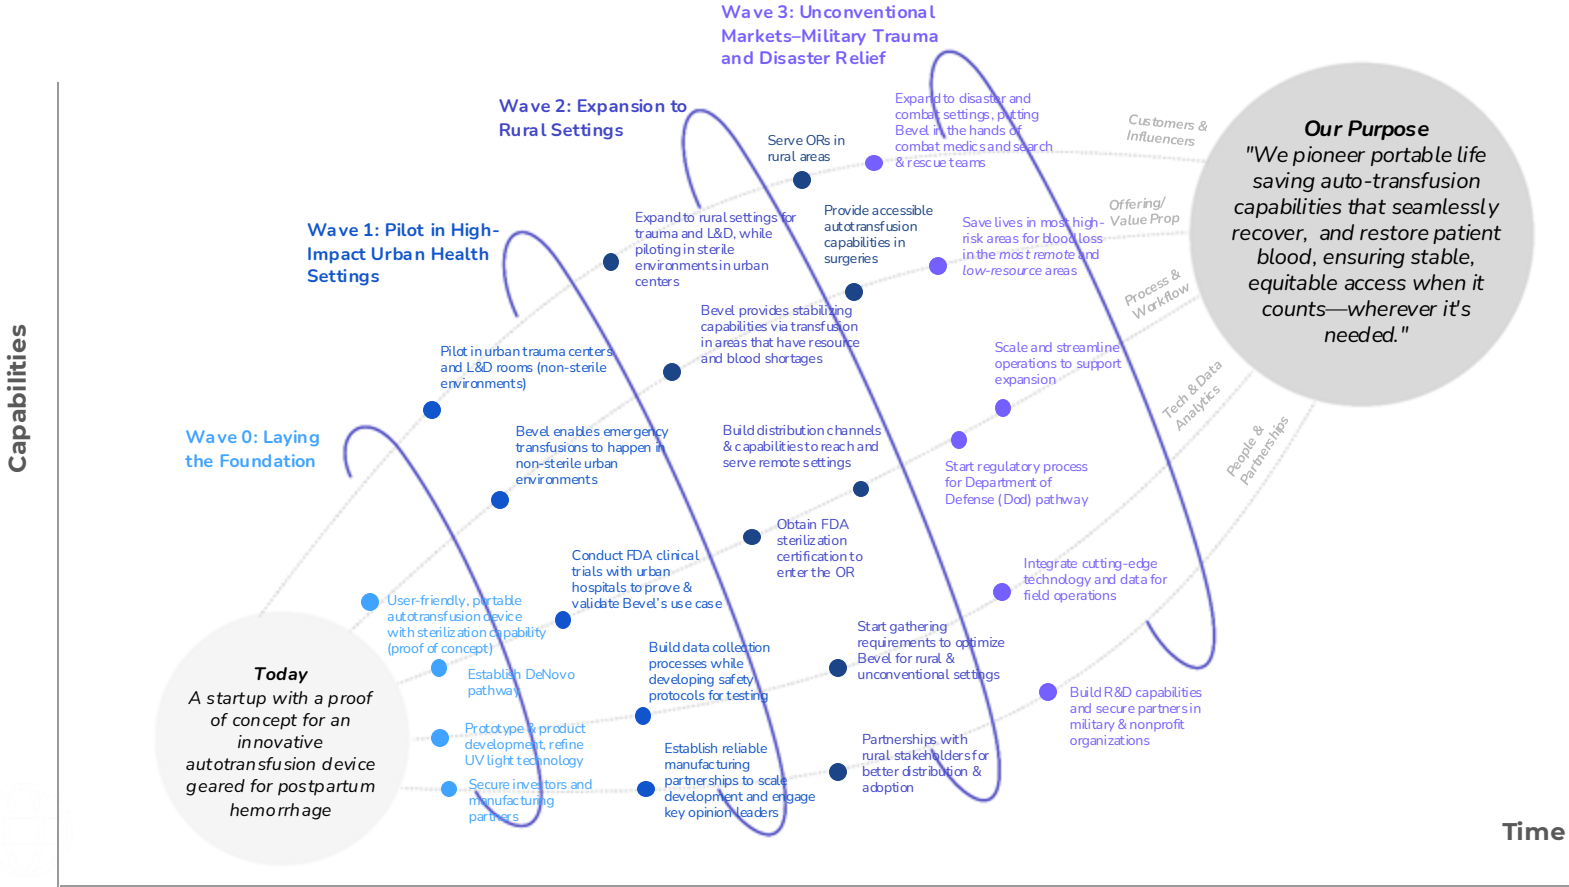 Wave 3: Unconventional
Markets–Military Trauma
and Disaster Relief
Wave 2: Expansion to
Rural Settings
Wave 1: Pilot in High-
Impact Urban Health
Settings
Wave 0: Laying
the Foundation
Capabilities
Time
Today
A startup with a proof
of concept for an
innovative
autotransfusion device
geared for postpartum
hemorrhage
Our Purpose
"We pioneer portable life
saving auto-transfusion
capabilities that seamlessly
recover, and restore patient
blood, ensuring stable,
equitable access when it
counts—wherever it's
needed."
Customers &
Influencers
Offering/
Value Prop
Process &
Workflow
Tech & Data
Analytics
People &
Partnerships
User-friendly, portable
autotransfusion device
with sterilization capability
(proof of concept)
Establish DeNovo
pathway
Prototype & product
development, refine
UV light technology
Secure investors and
manufacturing
partners
Pilot in urban trauma centers
and L&D rooms (non-sterile
environments)
Bevel enables emergency
transfusions to happen in
non-sterile urban
environments
Conduct FDA clinical
trials with urban
hospitals to prove &
validate Bevel's use case
Build data collection
processes while
developing safety
protocols for testing
Establish reliable
manufacturing
partnerships to scale
development and engage
key opinion leaders
Expand to rural settings for
trauma and L&D, while
piloting in sterile
environments in urban
centers
Serve ORs in
rural areas
Bevel provides stabilizing
capabilities via transfusion
in areas that have resource
and blood shortages
Provide accessible
autotransfusion
capabilities in
surgeries
Build distribution channels
& capabilities to reach and
serve remote settings
Obtain FDA
sterilization
certification to
enter the OR
Start gathering
requirements to optimize
Bevel for rural &
unconventional settings
Partnerships with
rural stakeholders for
better distribution &
adoption
Expand to disaster and
combat settings, putting
Bevel in the hands of
combat medics and search
& rescue teams
Save lives in most high-
risk areas for blood loss
in the most remote and
low-resource areas
Scale and streamline
operations to support
expansion
Start regulatory process
for Department of
Defense (Dod) pathway
Integrate cutting-edge
technology and data for
field operations
Build R&D capabilities
and secure partners in
military & nonprofit
organizations